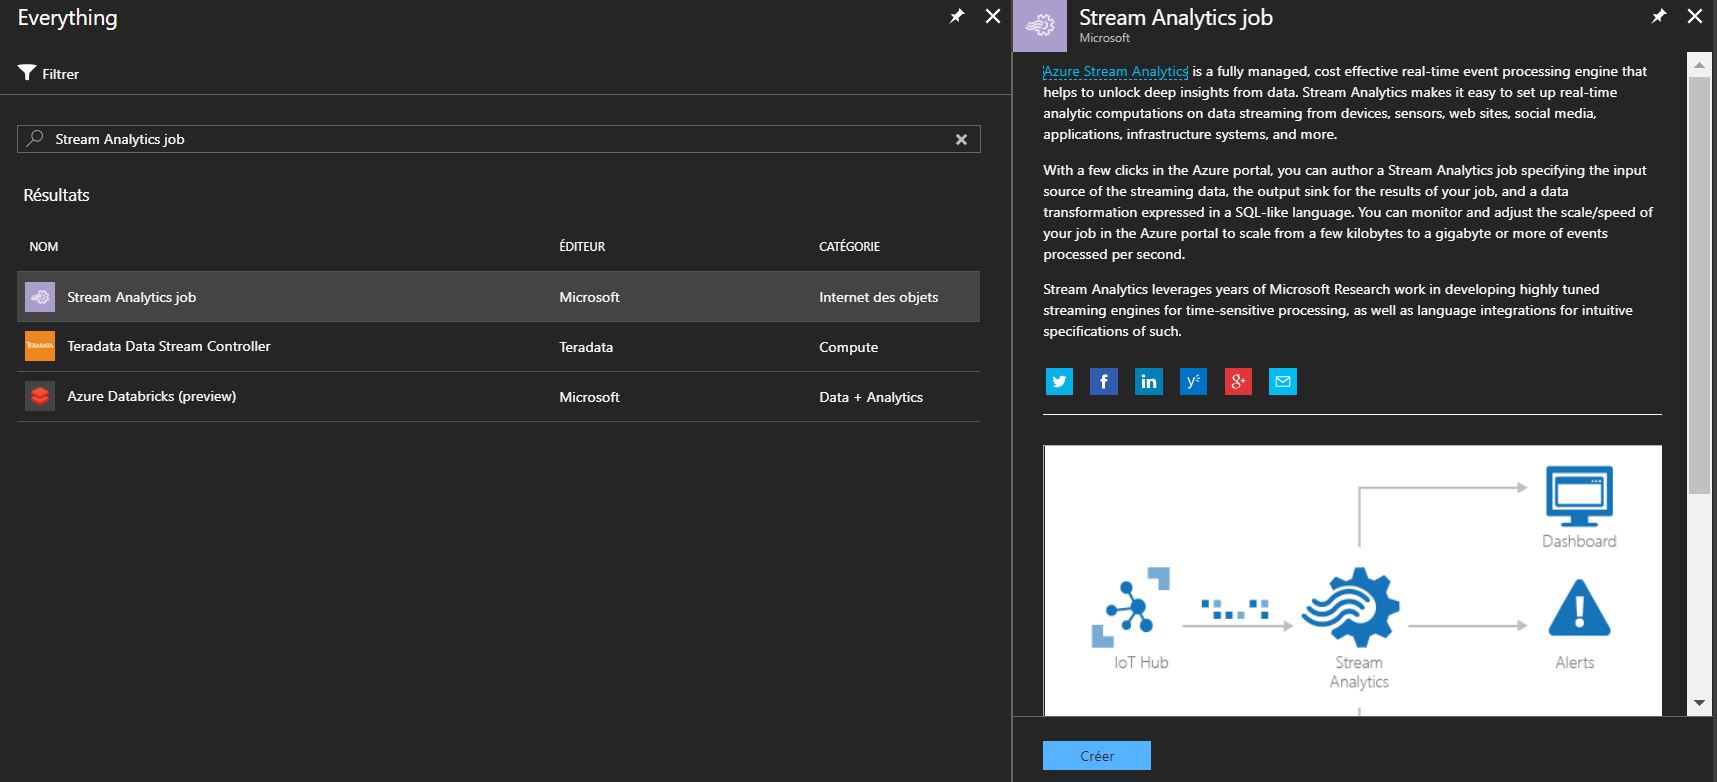 Everything
Filtrer
Stream Analytics job
Résultats
NOM ÉDITEUR CATÉGORIE
Stream Analytics job Microsoft Internet des objets
TERADATA
Teradata Data Stream Controller Teradata Compute
Azure Databricks (preview) Microsoft Data + Analytics
Stream Analytics job
Microsoft
Azure Stream Analytics is a fully managed, cost effective real-time event processing engine that
helps to unlock deep insights from data. Stream Analytics makes it easy to set up real-time
analytic computations on data streaming from devices, sensors, web sites, social media,
applications, infrastructure systems, and more.
With a few clicks in the Azure portal, you can author a Stream Analytics job specifying the input
source of the streaming data, the output sink for the results of your job, and a data
transformation expressed in a SQL-like language. You can monitor and adjust the scale/speed of
your job in the Azure portal to scale from a few kilobytes to a gigabyte or more of events
processed per second.
Stream Analytics leverages years of Microsoft Research work in developing highly tuned
streaming engines for time-sensitive processing, as well as language integrations for intuitive
specifications of such.
Dashboard
IoT Hub
Stream
Analytics
Alerts
Créer